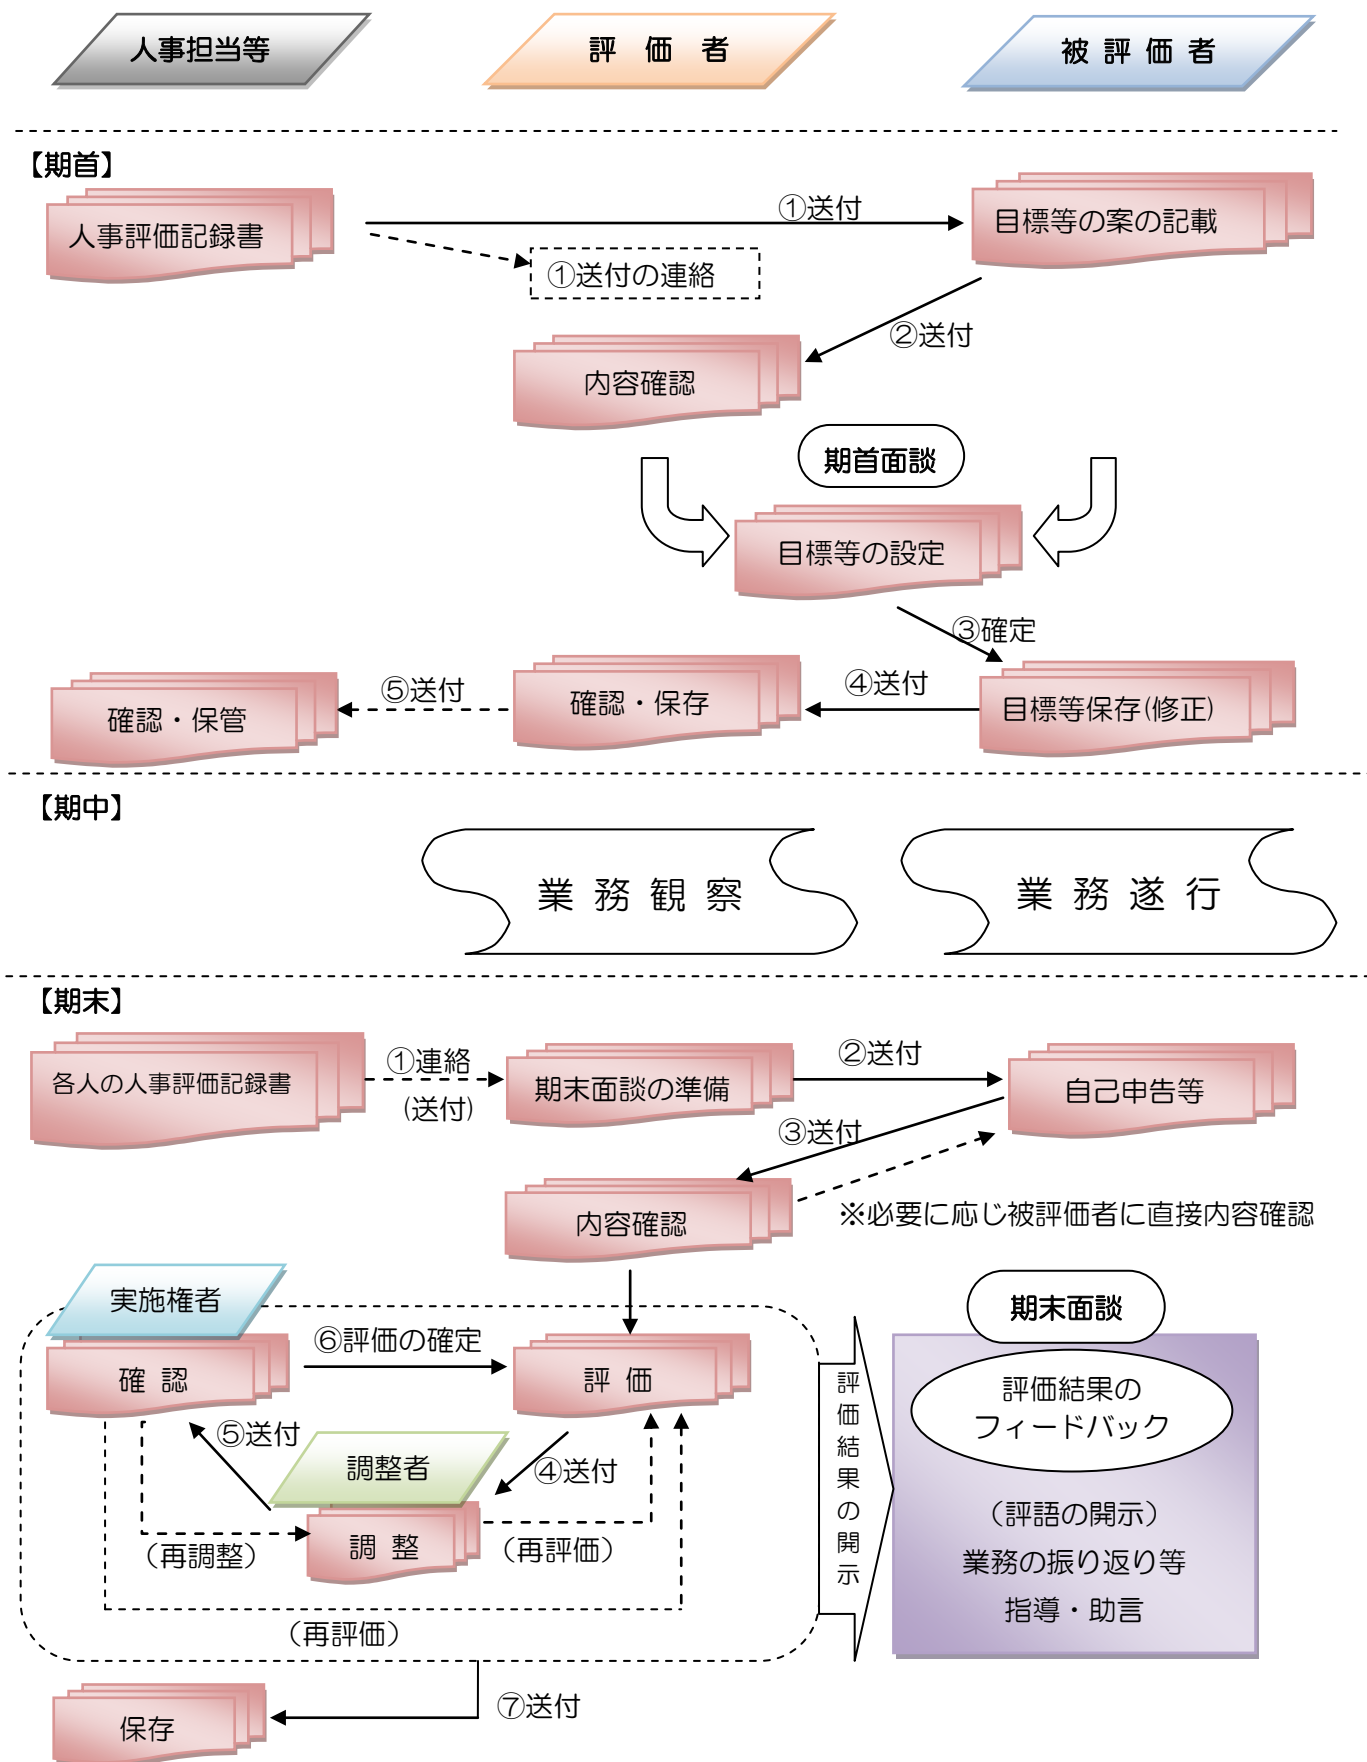 人事担当等
評 価 者
被 評 価 者
【期首】
人事評価記録書
①送付
目標等の案の記載
①送付の連絡
②送付
内容確認
期首面談
目標等の設定
③確定
確認・保管
⑤送付
確認・保存
④送付
目標等保存(修正)
【期中】
業 務 観 察
業 務 遂 行
【期末】
各人の人事評価記録書
①連絡
(送付)
期末面談の準備
②送付
自己申告等
③送付
内容確認
※必要に応じ被評価者に直接内容確認
実施権者
確 認
⑥評価の確定
評 価
⑤送付
調整者
④送付
調 整
（再調整）
（再評価）
（再評価）
評価結果の開示
期末面談
評価結果の
フィードバック
（評語の開示）
業務の振り返り等
指導・助言
⑦送付
保存